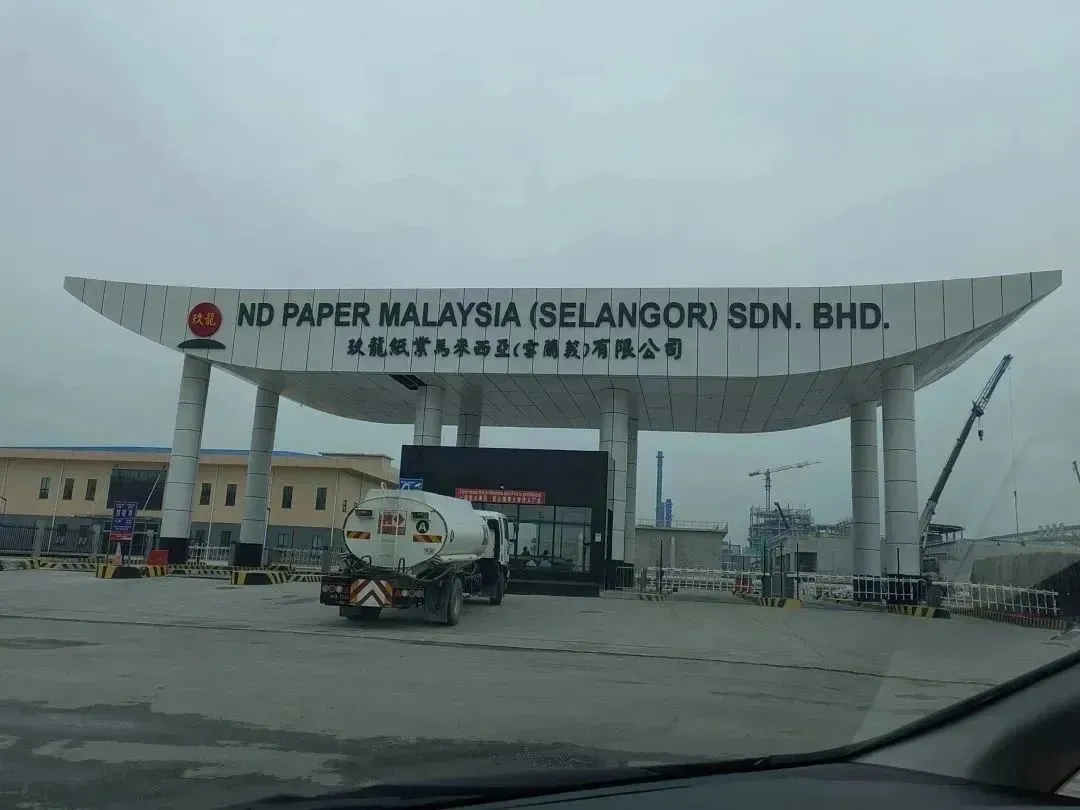 玖龍
ND PAPER MALAYSIA (SELANGOR) SDN. BHD.
玖龍紙業馬來西亞(雪蘭莪)有限公司
A